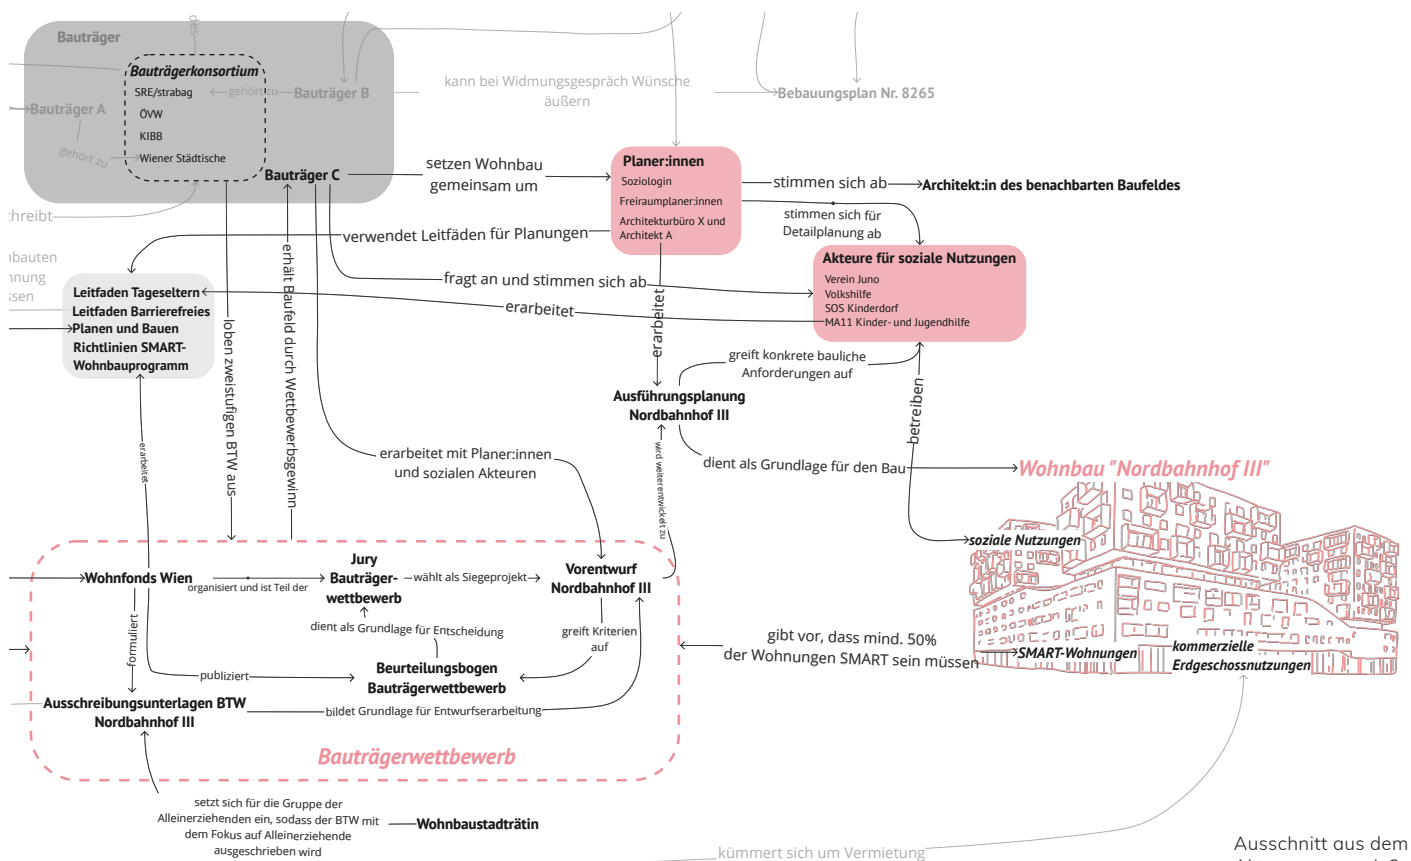 des
Bauträger
Bauträgerkonsortium
SRE/strabag
ÖVW
KIBB
Wiener Städtische
gehört zu
Bauträger B
kann bei Widmungsgespräch Wünsche
äußern
Bebauungsplan Nr. 8265
Bauträger A
gehört zu
Bauträger C
setzen Wohnbau
gemeinsam um
Planer:innen
Soziologin
Freiraumplaner:innen
Architekturbüro X und
Architekt A
stimmen sich ab
Architekt:in des benachbarten Baufeldes
stimmen sich für
Detailplanung ab
chreibt
verwendet Leitfäden für Planungen
nbauten
nnung
ssen
Akteure für soziale Nutzungen
Verein Juno
Volkshilfe
SOS Kinderdorf
MA11 Kinder- und Jugendhilfe
fragt an und stimmen sich ab
erarbeitet
Leitfaden Tageseltern
Leitfaden Barrierefreies
Planen und Bauen
Richtlinien SMART-
Wohnbauprogramm
loben zweistufigen BTW aus
erhält Baufeld durch Wettbewerbsgewinn
erarbeitet
greift konkrete bauliche
Anforderungen auf
Ausführungsplanung
Nordbahnhof III
betreiben
erarbeitet
erarbeitet mit Planer:innen
und sozialen Akteuren
wird weiterentwickelt zu
dient als Grundlage für den Bau
Wohnbau "Nordbahnhof III"
soziale Nutzungen
SMART-Wohnungen
kommerzielle
Erdgeschossnutzungen
Wohnfonds Wien
organisiert und ist Teil der
Jury
Bauträger-
wettbewerb
wählt als Siegeprojekt
Vorentwurf
Nordbahnhof III
dient als Grundlage für Entscheidung
greift Kriterien
auf
formuliert
publiziert
Beurteilungsbogen
Bauträgerwettbewerb
gibt vor, dass mind. 50%
der Wohnungen SMART sein müssen
Ausschreibungsunterlagen BTW
Nordbahnhof III
bildet Grundlage für Entwurfserarbeitung
Bauträgerwettbewerb
setzt sich für die Gruppe der
Alleinerziehenden ein, sodass der BTW mit
dem Fokus auf Alleinerziehende
ausgeschrieben wird
Wohnbaustadträtin
kümmert sich um Vermietung
Ausschnitt aus dem